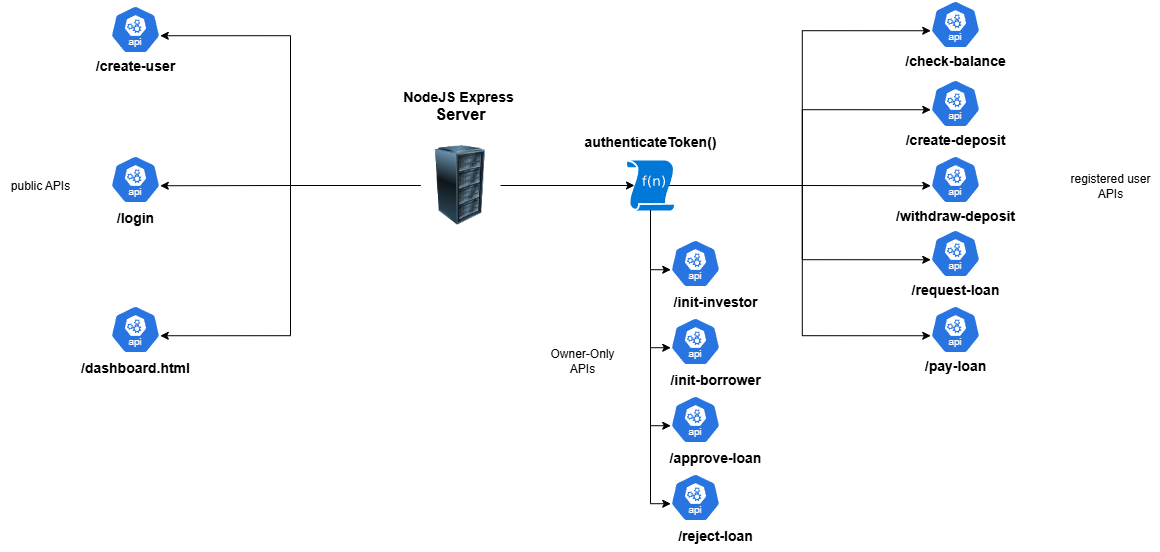 api
/create-user
public APIs
api
/login
api
/dashboard.html
NodeJS Express
Server
authenticateToken()
f(n)
Owner-Only
APIs
api
/init-investor
api
/init-borrower
api
/approve-loan
api
/reject-loan
api
/check-balance
api
/create-deposit
api
/withdraw-deposit
api
/request-loan
api
/pay-loan
registered user
APIs